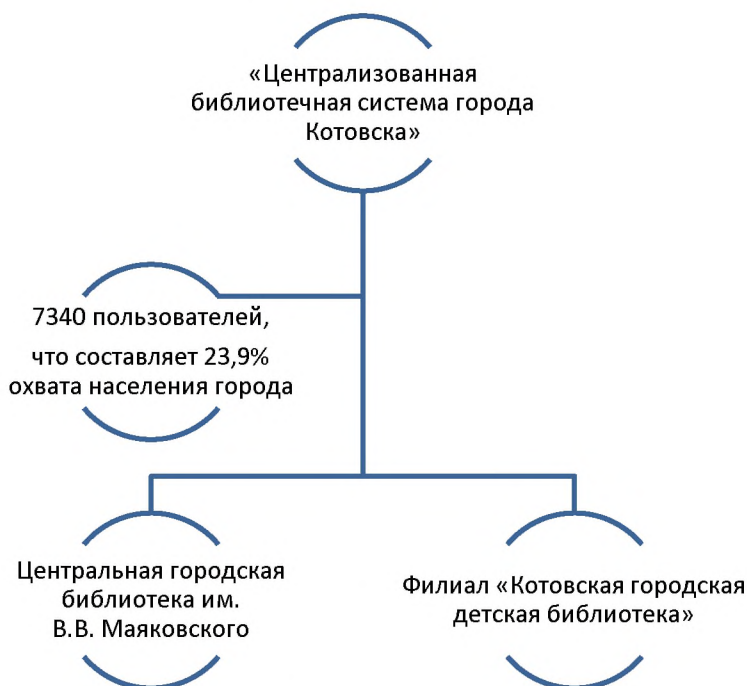 «Централизованная
библиотечная система города
Котовска»
7340 пользователей,
что составляет 23,9%
охвата населения города
Центральная городская
библиотека им.
В.В. Маяковского
Филиал «Котовская городская
детская библиотека»